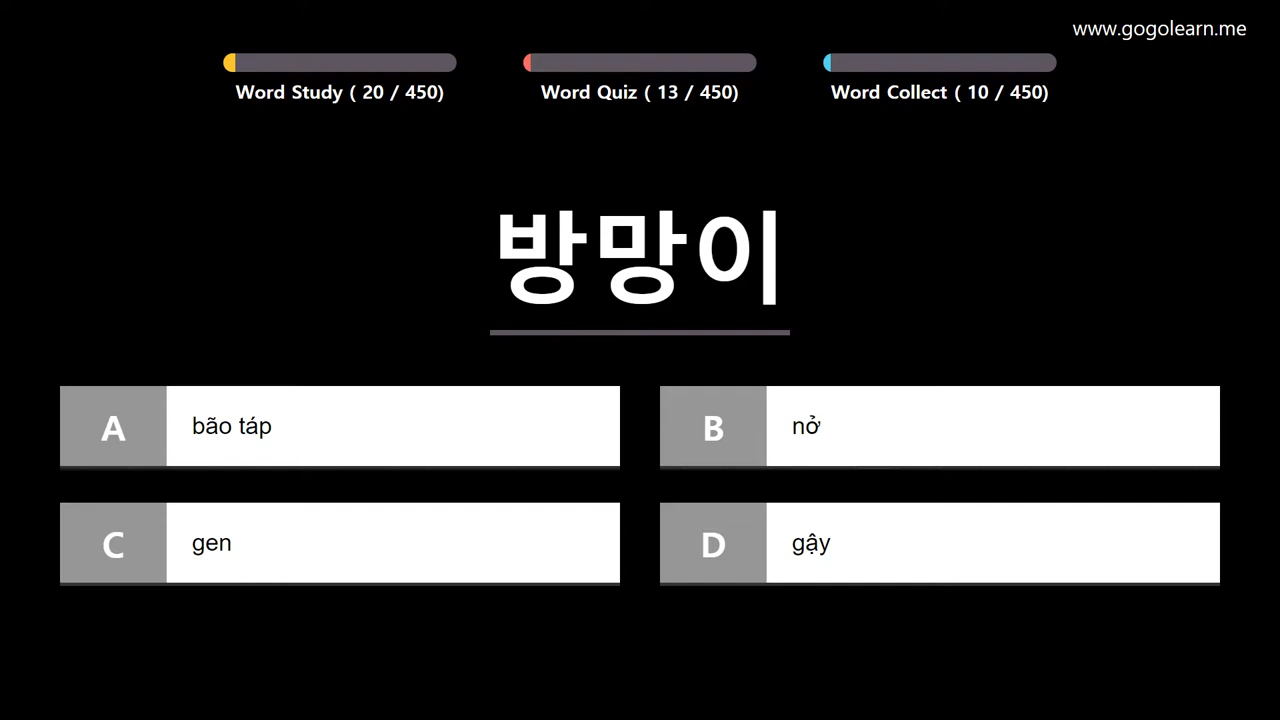 www.gogolearn.me
Word Study ( 20 / 450)
Word Quiz ( 13 / 450)
Word Collect ( 10 / 450)
방망이
A bão táp
B nở
C gen
D gậy